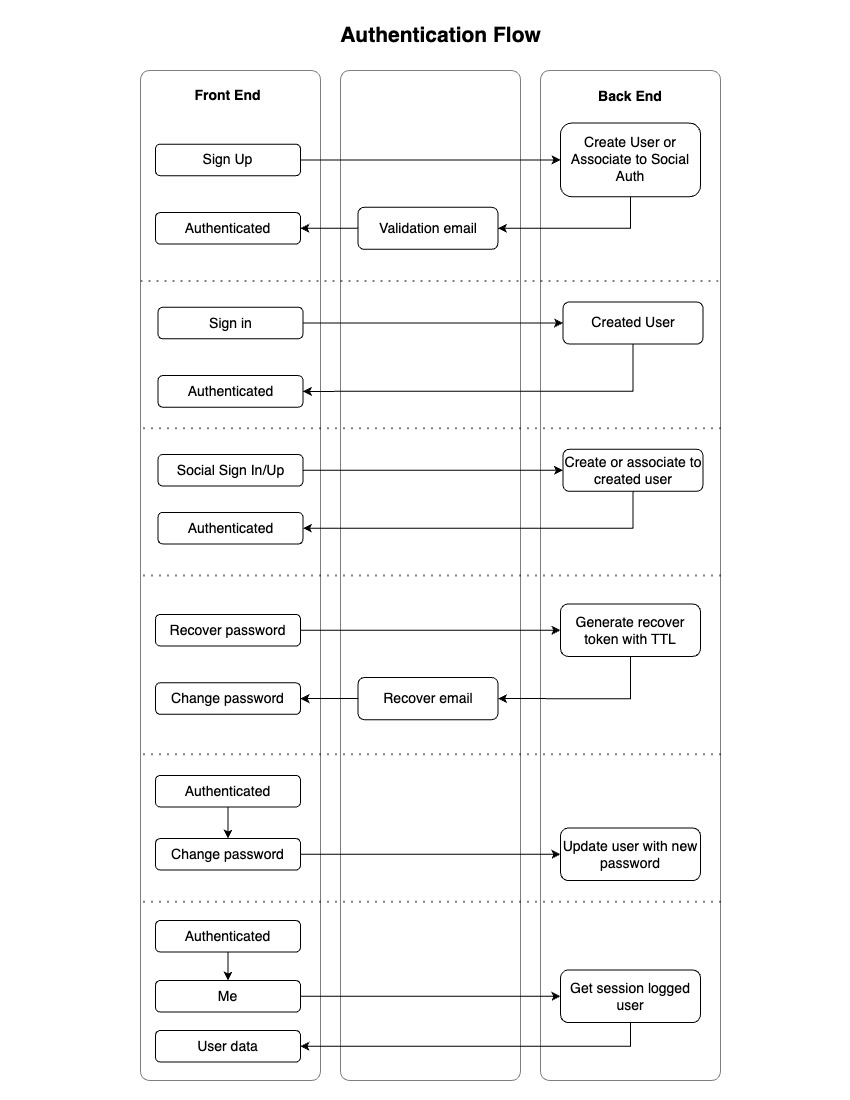 Authentication Flow
Front End
Back End
Sign Up
Create User or
Associate to Social
Auth
Authenticated
Validation email
Sign in
Created User
Authenticated
Social Sign In/Up
Create or associate to
created user
Authenticated
Recover password
Generate recover
token with TTL
Change password
Recover email
Authenticated
Change password
Update user with new
password
Authenticated
Me
Get session logged
user
User data